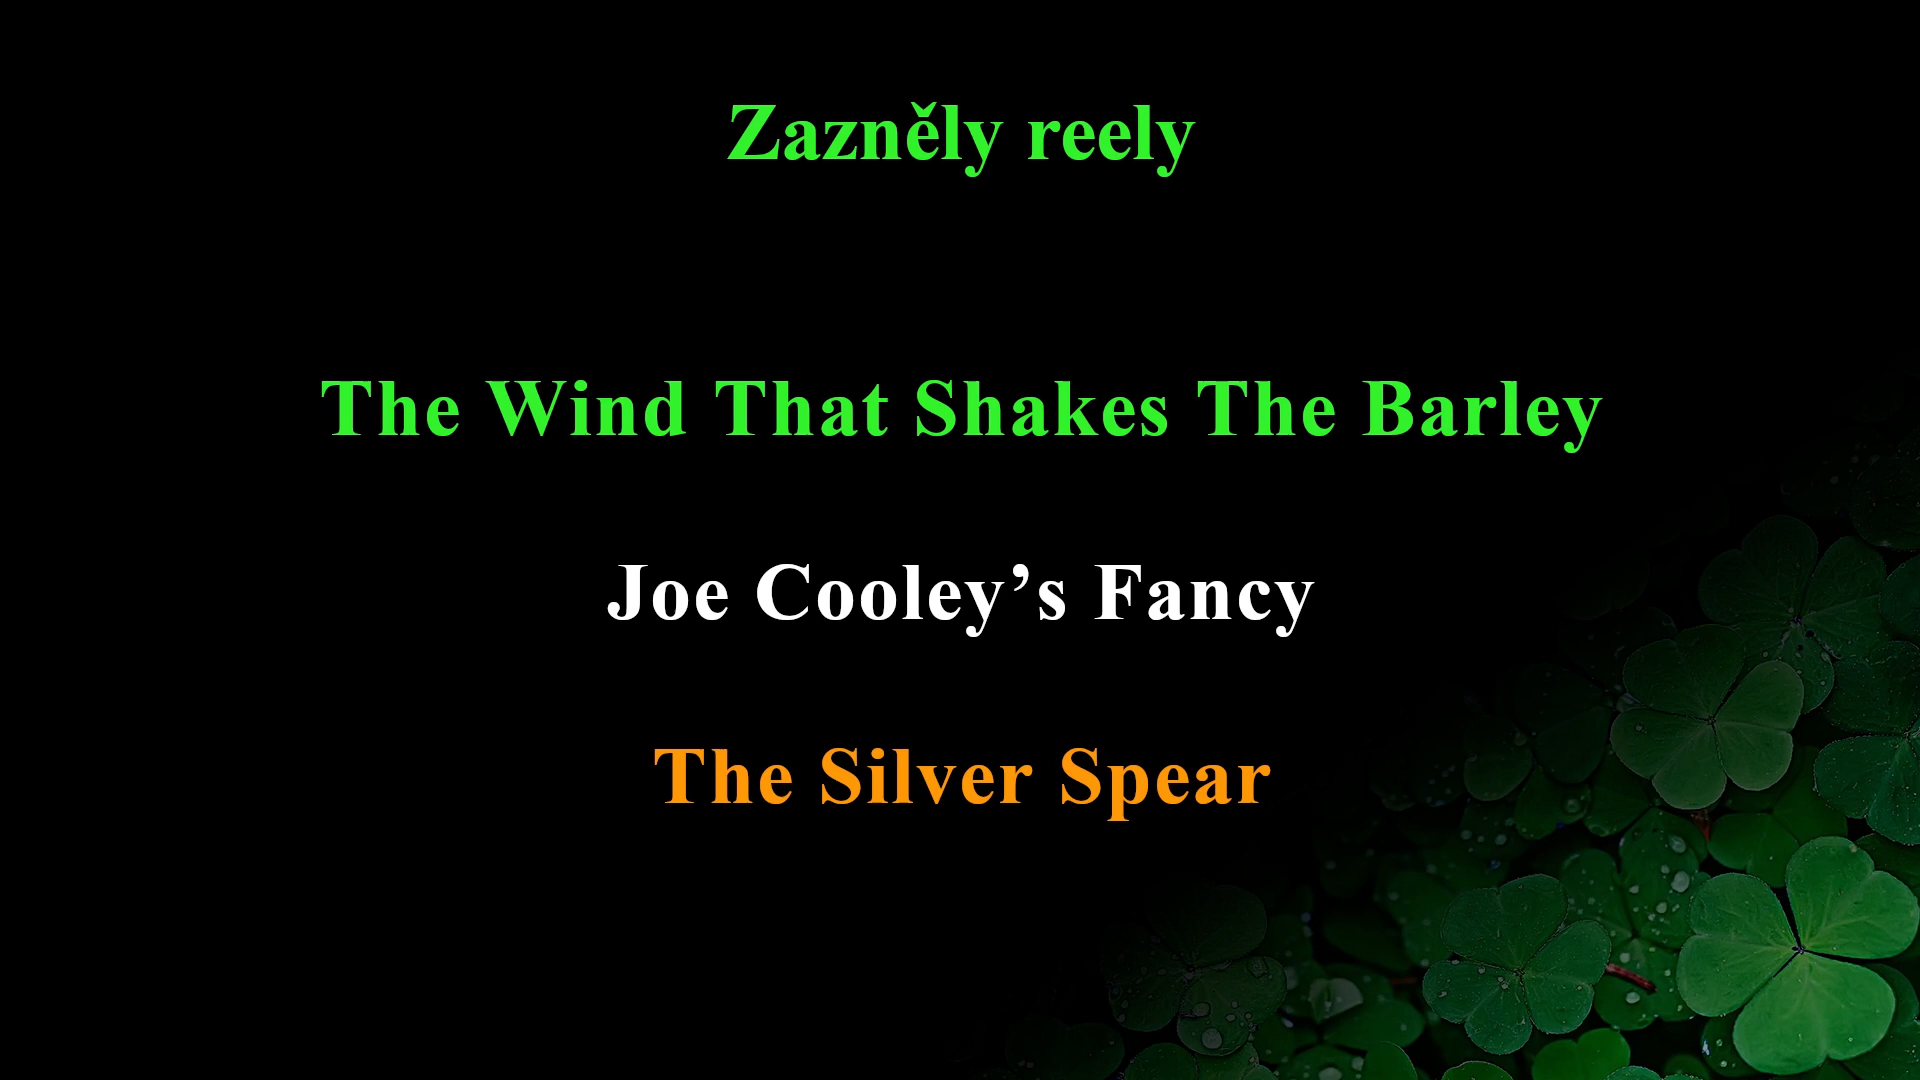 Zazněly reely
The Wind That Shakes The Barley
Joe Cooley’s Fancy
The Silver Spear